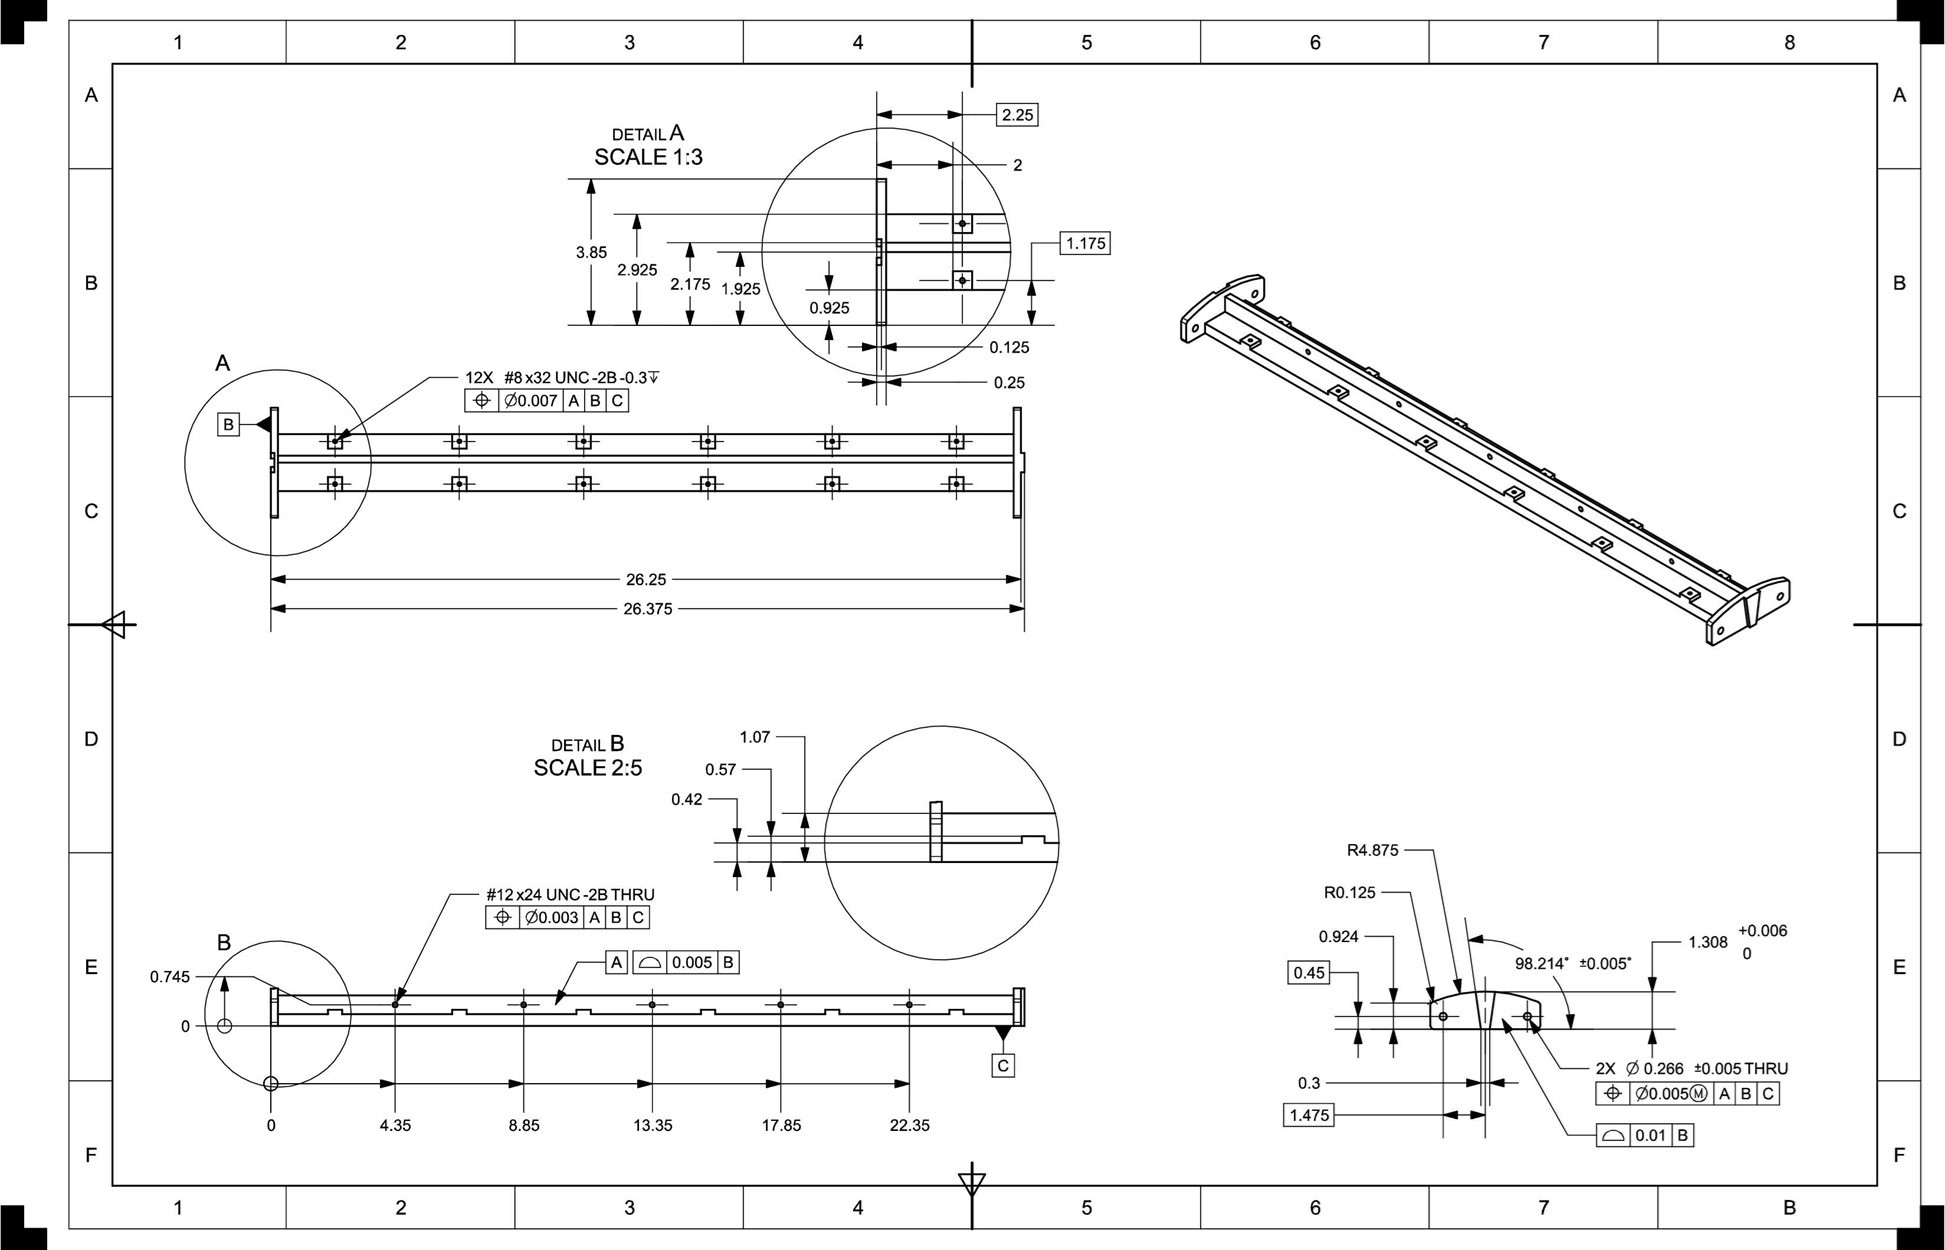 1 2 3 4 5 6 7 8
A A
2.25
DETAIL A
SCALE 1:3
2
3.85
2.925
2.175
1.925
0.925
1.175
0.125
0.25
B B
A
12X #8 x32 UNC -2B -0.3↧
⌖ Ø0.007 A B C
B
C C
26.25
26.375
D D
DETAIL B
SCALE 2:5
1.07
0.57
0.42
#12 x24 UNC -2B THRU
⌖ Ø0.003 A B C
B
A ⌓ 0.005 B
0.745
0
C
0 4.35 8.85 13.35 17.85 22.35
E E
R4.875
R0.125
0.924
0.45
98.214° ±0.005°
1.308 +0.006
0
2X Ø 0.266 ±0.005 THRU
⌖ Ø0.005Ⓜ A B C
0.3
1.475
⌓ 0.01 B
F F
1 2 3 4 5 6 7 B